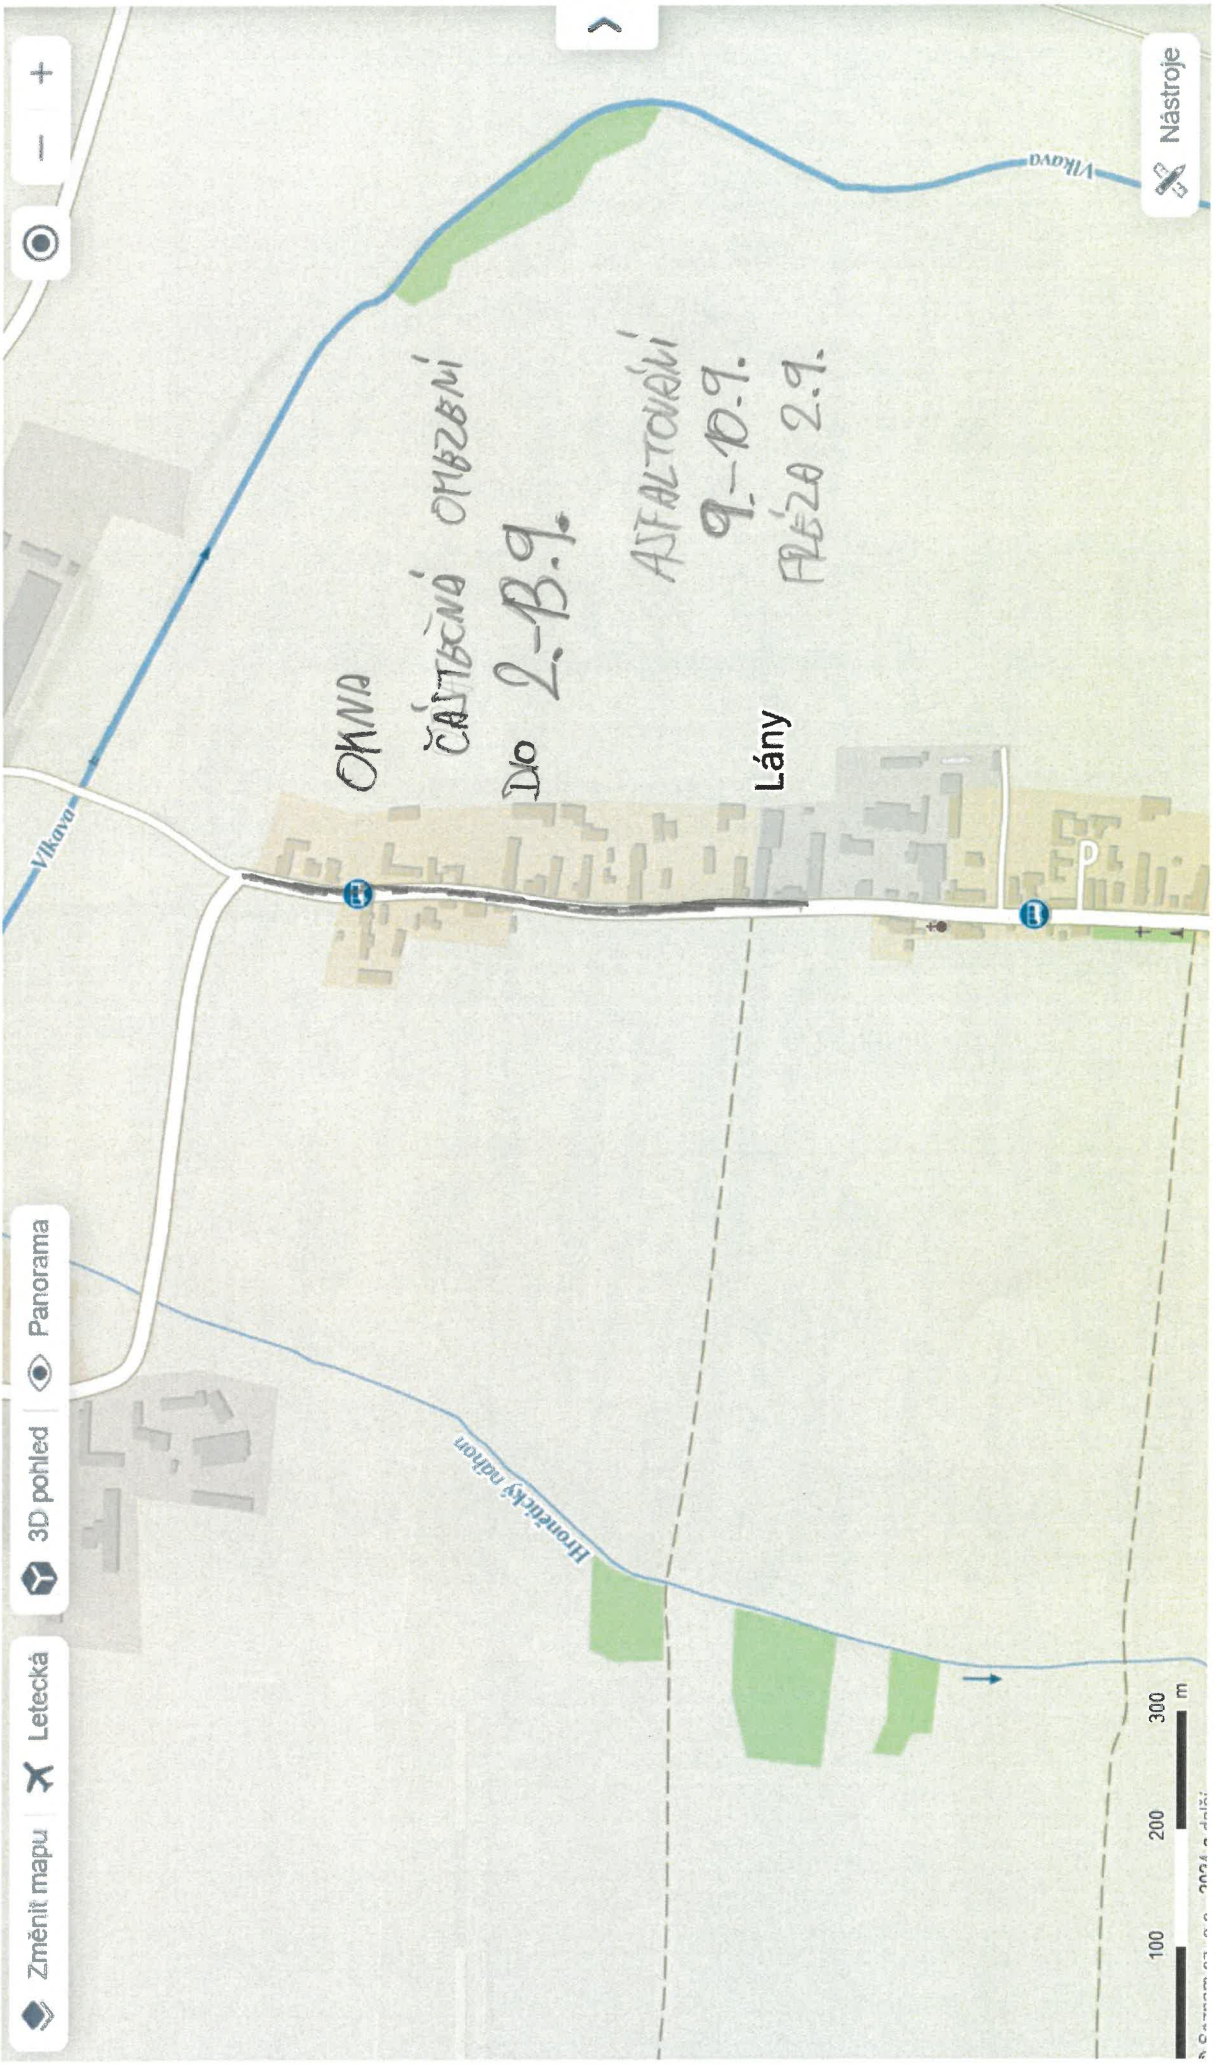 Změnit mapu
Letecká
3D pohled
Panorama
Vlkava
Hronětický náhon
OKNA
ČÁSTEČNÁ OMEZENÍ
DIO 2.-13.9.
ASFALTOVÁNÍ
9.-10.9.
FRÉZA 2.9.
Lány
P
Vlkava
Nástroje
100 200 300
m